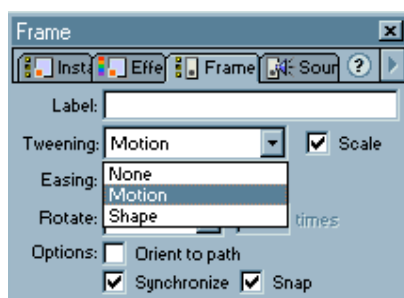 Frame
Insta Effe Frame Sour ?
Label:
Tweening: Motion Scale
Easing: None
Motion
Rotate: Shape times
Options: Orient to path
Synchronize Snap